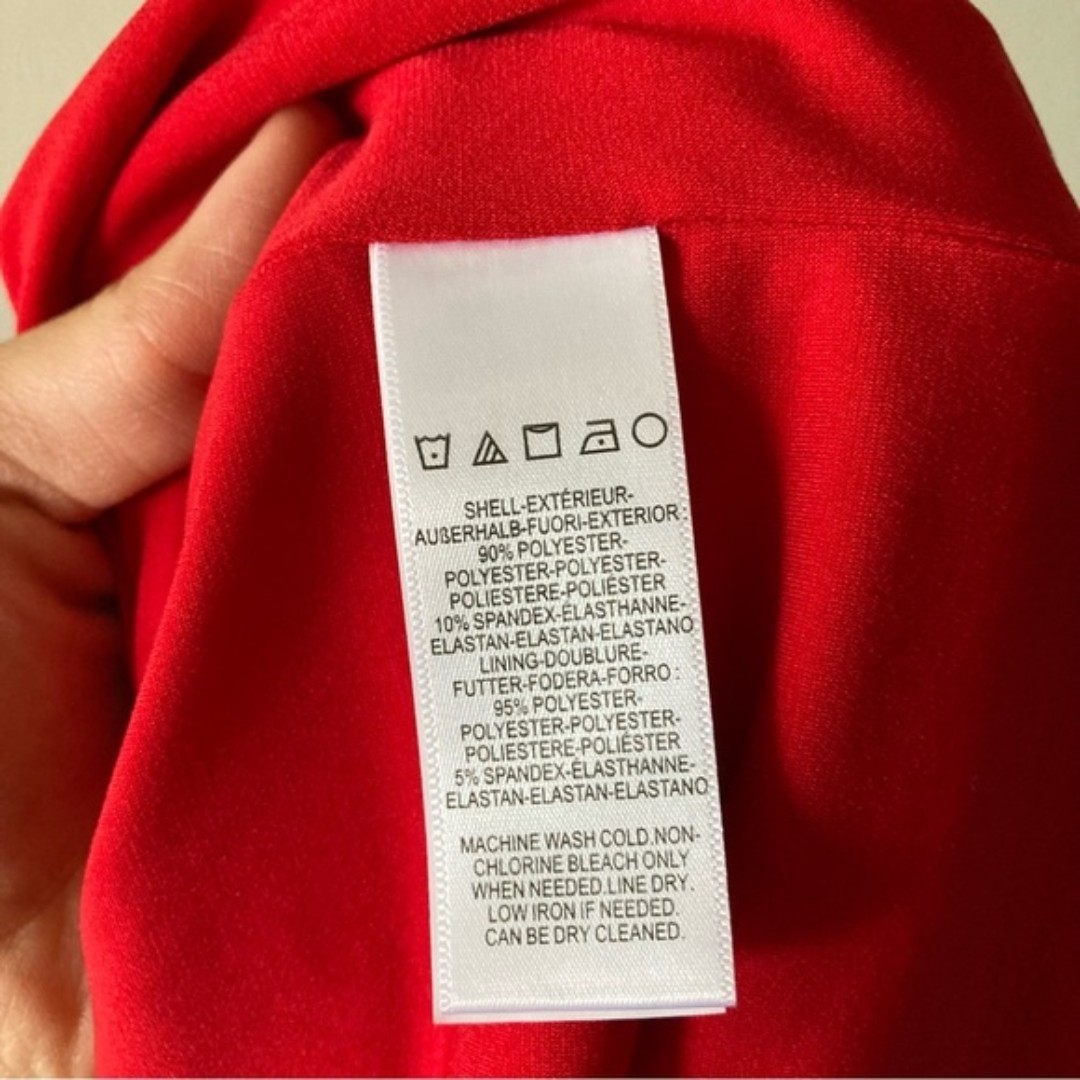 SHELL-EXTÉRIEUR-
AUßERHALB-FUORI-EXTERIOR :
90% POLYESTER-
POLYESTER-POLYESTER-
POLIESTERE-POLIÉSTER
10% SPANDEX-ÉLASTHANNE-
ELASTAN-ELASTAN-ELASTANO
LINING-DOUBLURE-
FUTTER-FODERA-FORRO :
95% POLYESTER-
POLYESTER-POLYESTER-
POLIESTERE-POLIÉSTER
5% SPANDEX-ÉLASTHANNE-
ELASTAN-ELASTAN-ELASTANO
MACHINE WASH COLD.NON-
CHLORINE BLEACH ONLY
WHEN NEEDED.LINE DRY.
LOW IRON IF NEEDED.
CAN BE DRY CLEANED.